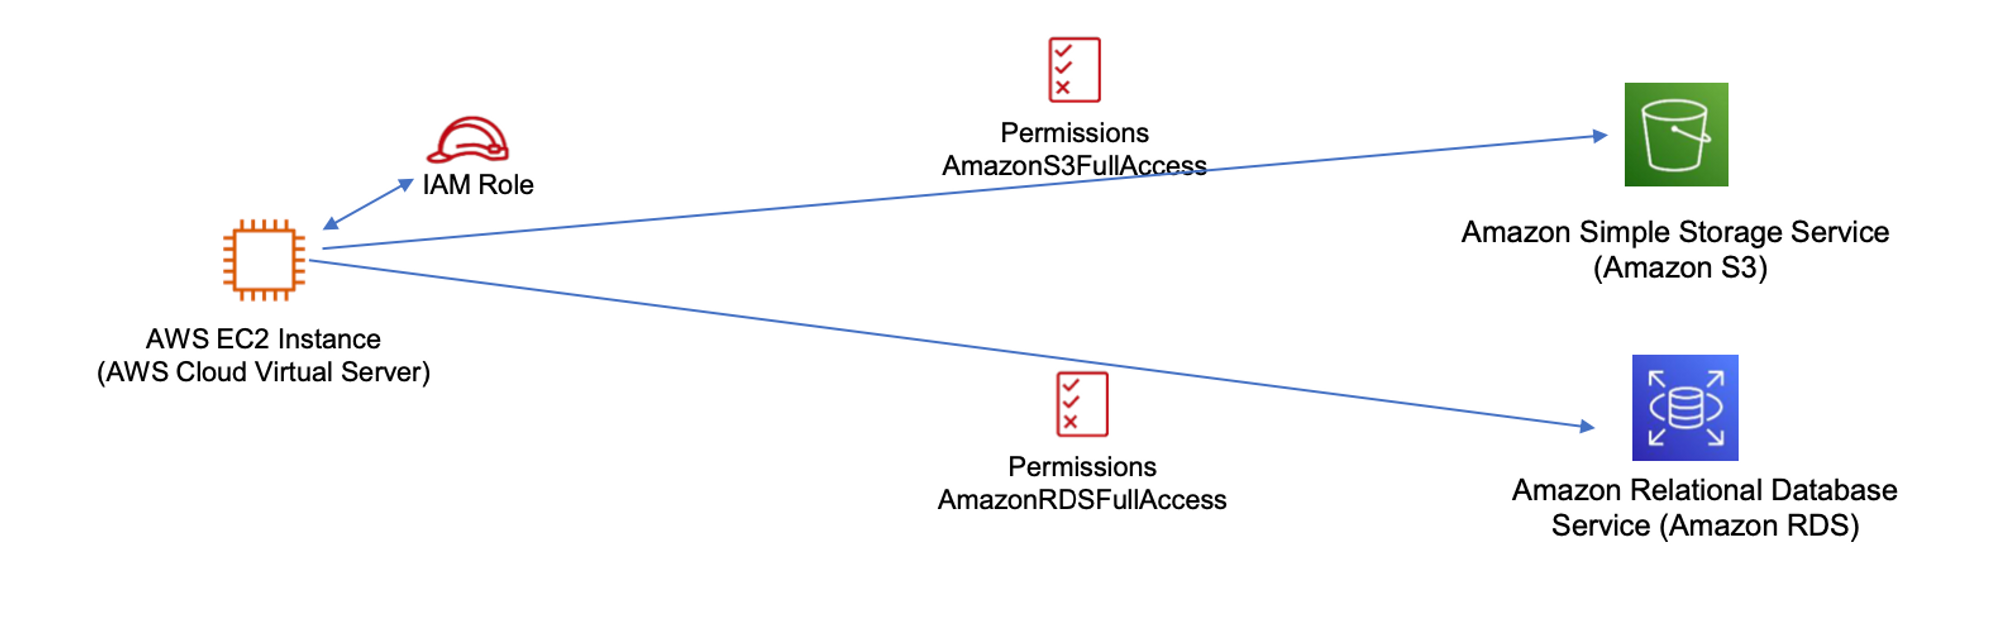 Permissions
AmazonS3FullAccess
IAM Role
Amazon Simple Storage Service
(Amazon S3)
AWS EC2 Instance
(AWS Cloud Virtual Server)
Permissions
AmazonRDSFullAccess
Amazon Relational Database
Service (Amazon RDS)